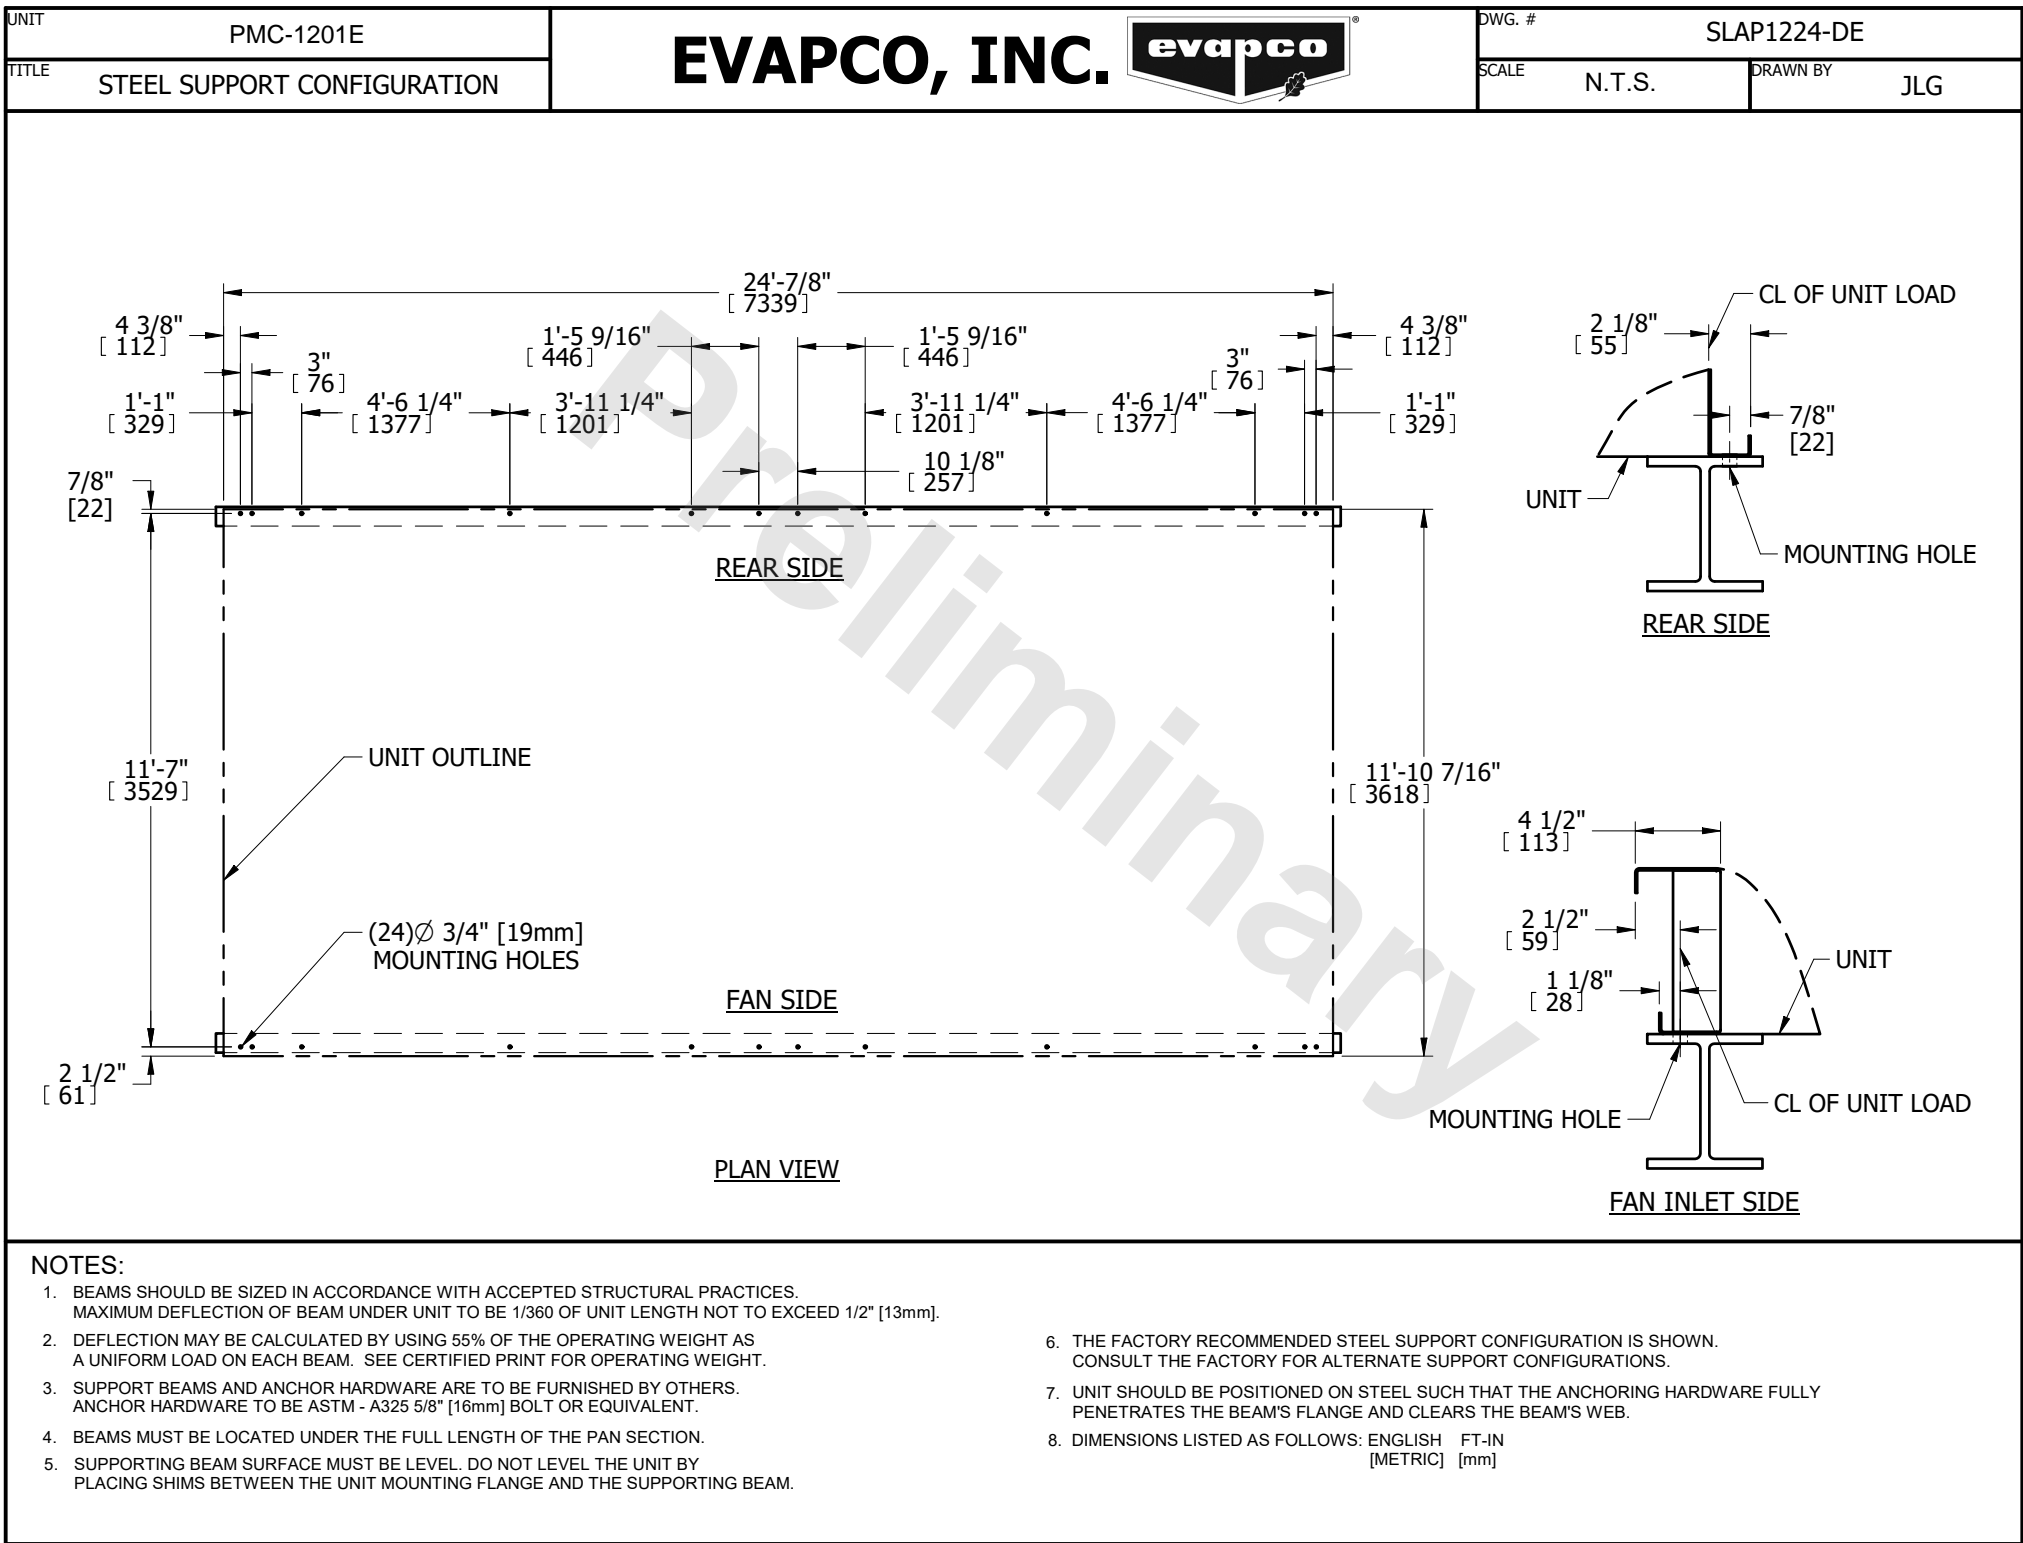 UNIT
PMC-1201E
TITLE
STEEL SUPPORT CONFIGURATION
EVAPCO, INC.
evapco
®
DWG. #
SLAP1224-DE
SCALE
N.T.S.
DRAWN BY
JLG
24'-7/8"
[ 7339]
4 3/8"
[ 112]
3"
[ 76]
1'-5 9/16"
[ 446]
1'-5 9/16"
[ 446]
3"
[ 76]
4 3/8"
[ 112]
1'-1"
[ 329]
4'-6 1/4"
[ 1377]
3'-11 1/4"
[ 1201]
3'-11 1/4"
[ 1201]
4'-6 1/4"
[ 1377]
1'-1"
[ 329]
10 1/8"
[ 257]
7/8"
[22]
REAR SIDE
UNIT OUTLINE
11'-7"
[ 3529]
11'-10 7/16"
[ 3618]
(24)Ø 3/4" [19mm]
MOUNTING HOLES
FAN SIDE
2 1/2"
[ 61]
PLAN VIEW
Preliminary
CL OF UNIT LOAD
2 1/8"
[ 55]
7/8"
[22]
UNIT
MOUNTING HOLE
REAR SIDE
4 1/2"
[ 113]
2 1/2"
[ 59]
1 1/8"
[ 28]
UNIT
CL OF UNIT LOAD
MOUNTING HOLE
FAN INLET SIDE
NOTES:
1. BEAMS SHOULD BE SIZED IN ACCORDANCE WITH ACCEPTED STRUCTURAL PRACTICES.
MAXIMUM DEFLECTION OF BEAM UNDER UNIT TO BE 1/360 OF UNIT LENGTH NOT TO EXCEED 1/2" [13mm].
2. DEFLECTION MAY BE CALCULATED BY USING 55% OF THE OPERATING WEIGHT AS
A UNIFORM LOAD ON EACH BEAM. SEE CERTIFIED PRINT FOR OPERATING WEIGHT.
3. SUPPORT BEAMS AND ANCHOR HARDWARE ARE TO BE FURNISHED BY OTHERS.
ANCHOR HARDWARE TO BE ASTM - A325 5/8" [16mm] BOLT OR EQUIVALENT.
4. BEAMS MUST BE LOCATED UNDER THE FULL LENGTH OF THE PAN SECTION.
5. SUPPORTING BEAM SURFACE MUST BE LEVEL. DO NOT LEVEL THE UNIT BY
PLACING SHIMS BETWEEN THE UNIT MOUNTING FLANGE AND THE SUPPORTING BEAM.
6. THE FACTORY RECOMMENDED STEEL SUPPORT CONFIGURATION IS SHOWN.
CONSULT THE FACTORY FOR ALTERNATE SUPPORT CONFIGURATIONS.
7. UNIT SHOULD BE POSITIONED ON STEEL SUCH THAT THE ANCHORING HARDWARE FULLY
PENETRATES THE BEAM'S FLANGE AND CLEARS THE BEAM'S WEB.
8. DIMENSIONS LISTED AS FOLLOWS: ENGLISH FT-IN
[METRIC] [mm]